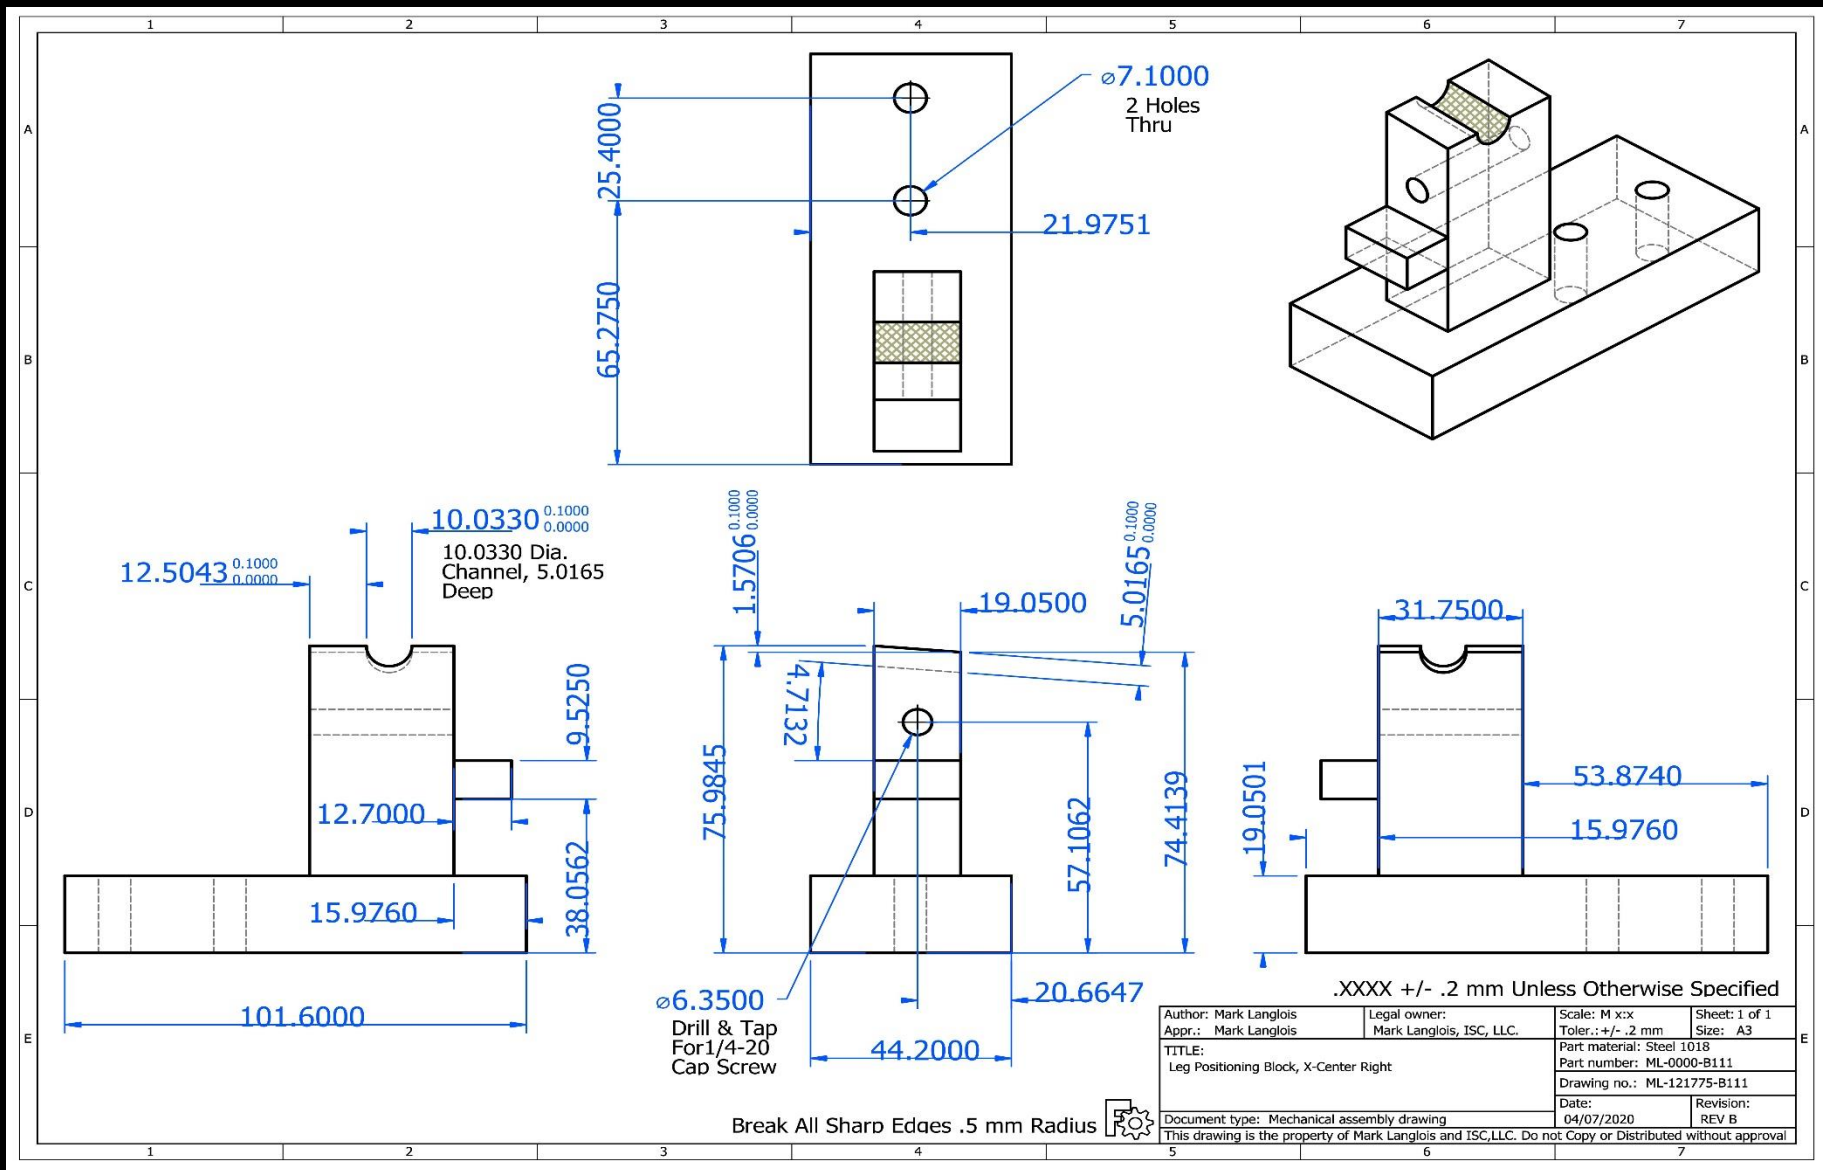 1 2 3 4 5 6 7
A A
B B
C C
D D
E E
⌀7.1000
2 Holes
Thru
25.4000
21.9751
65.2750
10.0330 0.1000 0.0000
10.0330 Dia.
Channel, 5.0165
Deep
12.5043 0.1000 0.0000
9.5250
12.7000
38.0562
15.9760
101.6000
1.5706 0.1000 0.0000
19.0500
5.0165 0.1000 0.0000
4.7132
75.9845
57.1062
74.4139
⌀6.3500
Drill & Tap
For1/4-20
Cap Screw
20.6647
44.2000
31.7500
53.8740
19.0501
15.9760
.XXXX +/- .2 mm Unless Otherwise Specified
Break All Sharp Edges .5 mm Radius
Author: Mark Langlois
Appr.: Mark Langlois
Legal owner:
Mark Langlois, ISC, LLC.
Scale: M x:x
Toler.:+/- .2 mm
Sheet: 1 of 1
Size: A3
TITLE:
Leg Positioning Block, X-Center Right
Part material: Steel 1018
Part number: ML-0000-B111
Drawing no.: ML-121775-B111
Document type: Mechanical assembly drawing
Date:
04/07/2020
Revision:
REV B
This drawing is the property of Mark Langlois and ISC,LLC. Do not Copy or Distributed without approval
1 2 3 4 5 6 7